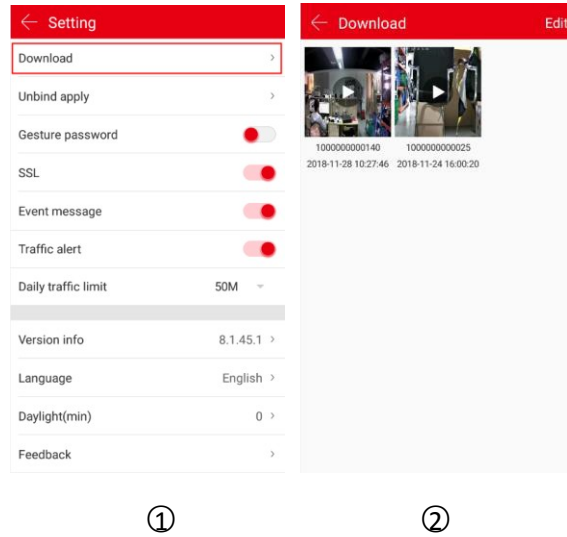 Setting
Download
Unbind apply
Gesture password
SSL
Event message
Traffic alert
Daily traffic limit 50M
Version info 8.1.45.1
Language English
Daylight(min) 0
Feedback
①
Download Edit
1000000000140 1000000000025
2018-11-28 10:27:46 2018-11-24 16:00:20
②